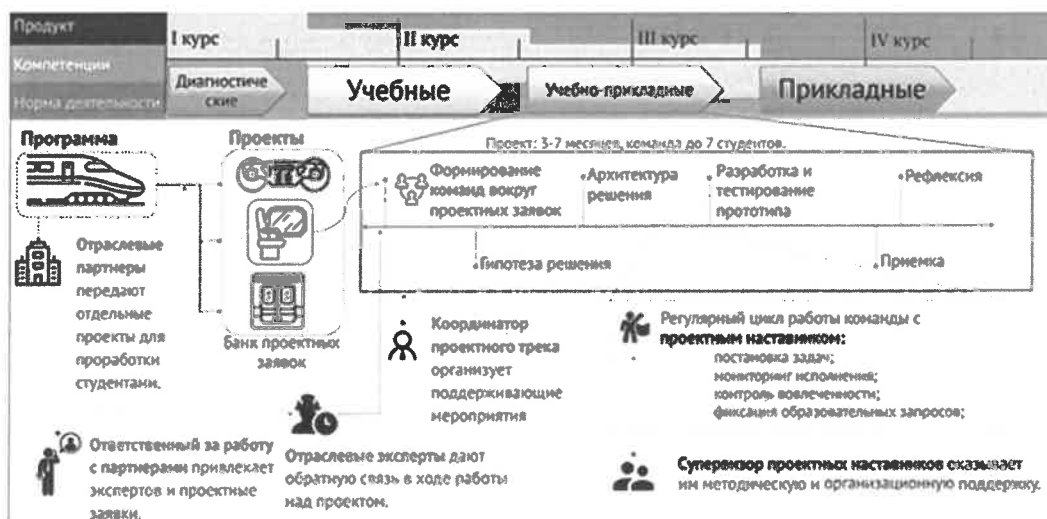 Продукт
Компетенции
Норма деятельности
I курс
II курс
III курс
IV курс
Диагностиче
ские
Учебные
Учебно-прикладные
Прикладные
Программа
Проекты
Проект: 3-7 месяцев, команда до 7 студентов.
Формирование
команд вокруг
проектных заявок
Архитектура
решения
Разработка и
тестирование
прототипа
Рефлексия
Гипотеза решения
Приемка
Отраслевые
партнеры
передают
отдельные
проекты для
проработки
студентами.
Банк проектных
заявок
Координатор
проектного трека
организует
поддерживающие
мероприятия
Регулярный цикл работы команды с
проектным наставником:
постановка задач;
мониторинг исполнения;
контроль вовлеченности;
фиксация образовательных запросов;
Ответственный за работу
с партнерами привлекает
экспертов и проектные
заявки.
Отраслевые эксперты дают
обратную связь в ходе работы
над проектом.
Супервизор проектных наставников оказывает
им методическую и организационную поддержку.